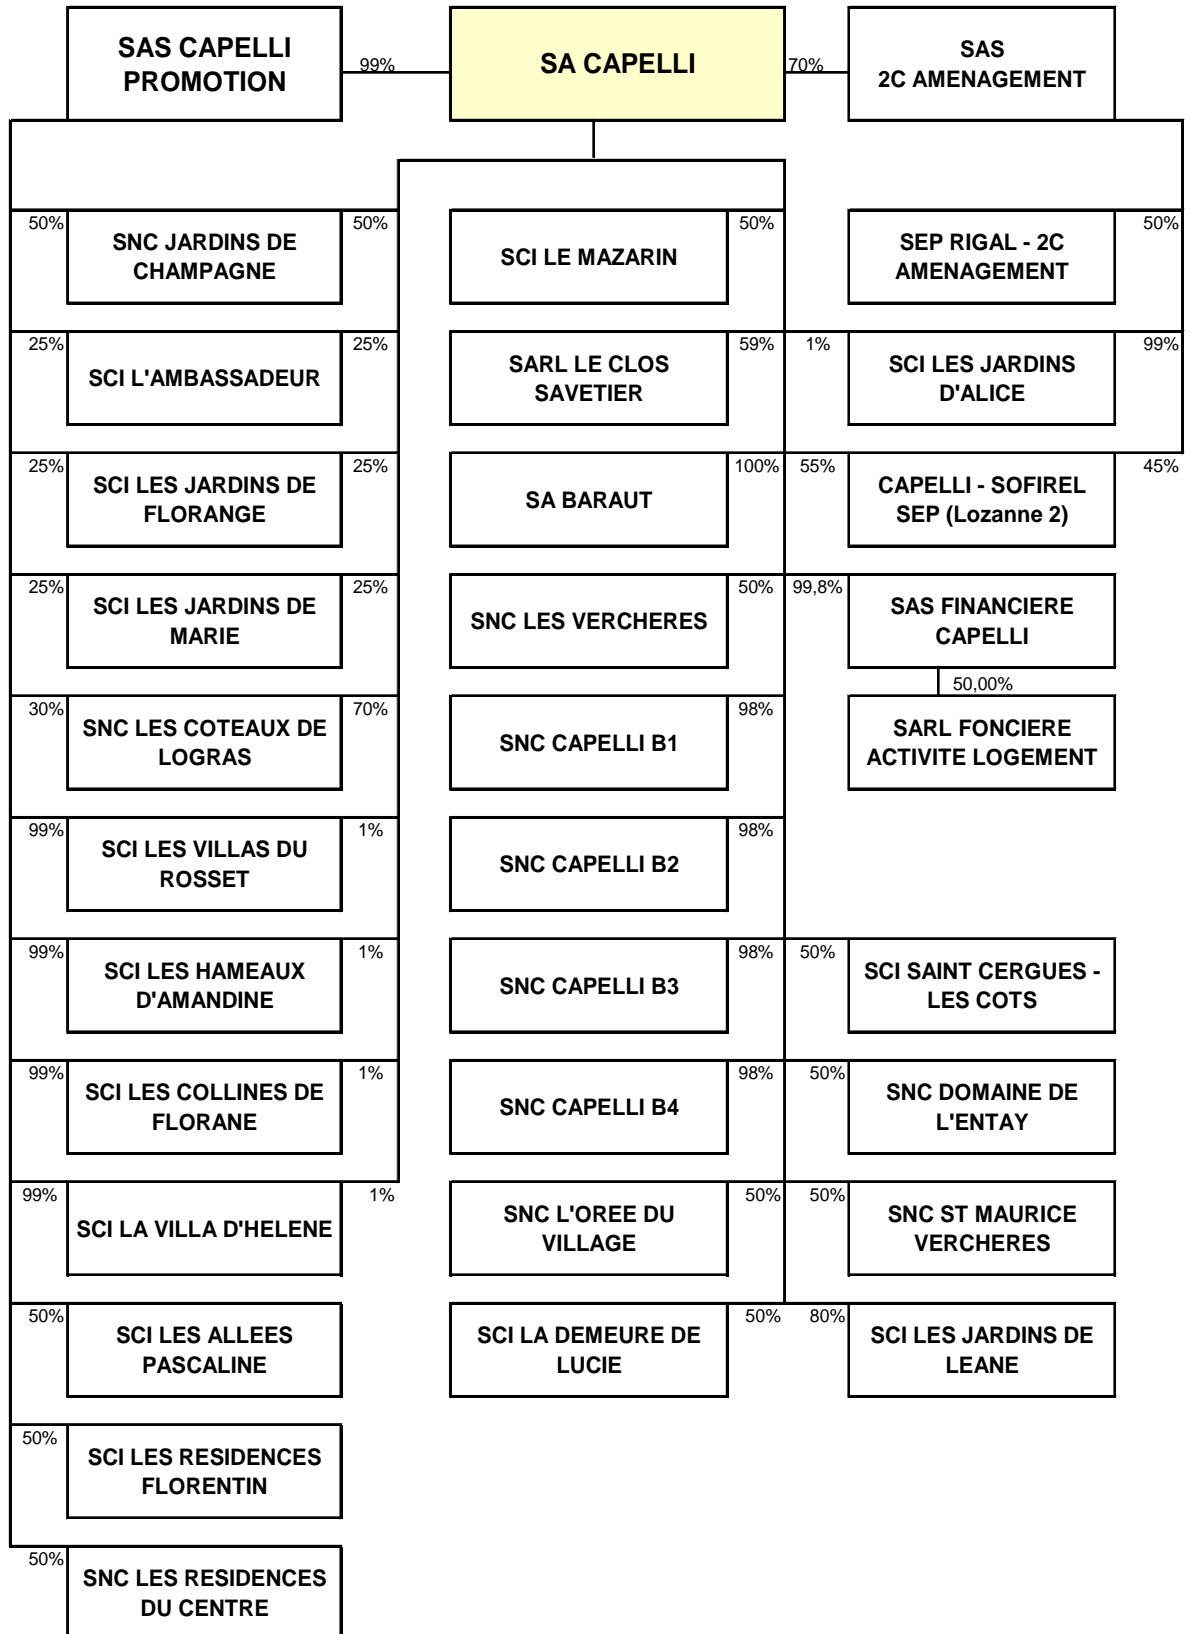 SAS CAPELLI
PROMOTION
99%
SA CAPELLI
70%
SAS
2C AMENAGEMENT
50%
SNC JARDINS DE
CHAMPAGNE
50%
SCI LE MAZARIN
50%
SEP RIGAL - 2C
AMENAGEMENT
50%
25%
SCI L'AMBASSADEUR
25%
SARL LE CLOS
SAVETIER
59%
1%
SCI LES JARDINS
D'ALICE
99%
25%
SCI LES JARDINS DE
FLORANGE
25%
SA BARAUT
100%
55%
CAPELLI - SOFIREL
SEP (Lozanne 2)
45%
25%
SCI LES JARDINS DE
MARIE
25%
SNC LES VERCHERES
50%
99,8%
SAS FINANCIERE
CAPELLI
50,00%
30%
SNC LES COTEAUX DE
LOGRAS
70%
SNC CAPELLI B1
98%
SARL FONCIERE
ACTIVITE LOGEMENT
99%
SCI LES VILLAS DU
ROSSET
1%
SNC CAPELLI B2
98%
99%
SCI LES HAMEAUX
D'AMANDINE
1%
SNC CAPELLI B3
98%
50%
SCI SAINT CERGUES -
LES COTS
99%
SCI LES COLLINES DE
FLORANE
1%
SNC CAPELLI B4
98%
50%
SNC DOMAINE DE
L'ENTAY
99%
SCI LA VILLA D'HELENE
1%
SNC L'OREE DU
VILLAGE
50%
50%
SNC ST MAURICE
VERCHERES
50%
SCI LES ALLEES
PASCALINE
SCI LA DEMEURE DE
LUCIE
50%
80%
SCI LES JARDINS DE
LEANE
50%
SCI LES RESIDENCES
FLORENTIN
50%
SNC LES RESIDENCES
DU CENTRE